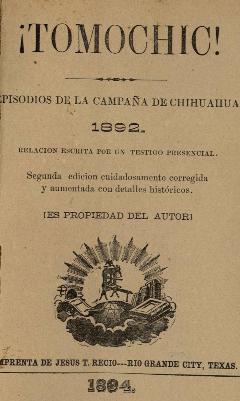 ¡TOMOCHIC!
EPISODIOS DE LA CAMPAÑA DE CHIHUAHUA
1892.
RELACION ESCRITA POR UN TESTIGO PRESENCIAL.
Segunda edicion cuidadosamente corregida
y aumentada con detalles históricos.
[ES PROPIEDAD DEL AUTOR]
MPRENTA DE JESUS T. RECIO---RIO GRANDE CITY, TEXAS.
1894.